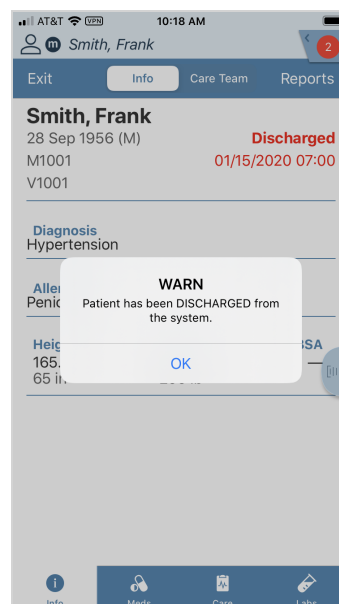 AT&T VPN 10:18 AM
m Smith, Frank 2
Exit Info Care Team Reports
Smith, Frank
28 Sep 1956 (M) Discharged
M1001 01/15/2020 07:00
V1001
Diagnosis
Hypertension
WARN
Patient has been DISCHARGED from
the system.
165.
65 in
OK
Info Meds Care Labs